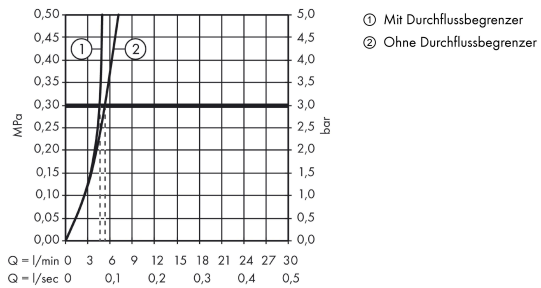 0,50 5,0
0,45 4,5
0,40 4,0
0,35 3,5
0,30 3,0
0,25 2,5
0,20 2,0
0,15 1,5
0,10 1,0
0,05 0,5
0,00 0,0
MPa
bar
① ②
Q = l/min 0 3 6 9 12 15 18 21 24 27 30
Q = l/sec 0 0,1 0,2 0,3 0,4 0,5
① Mit Durchflussbegrenzer
② Ohne Durchflussbegrenzer